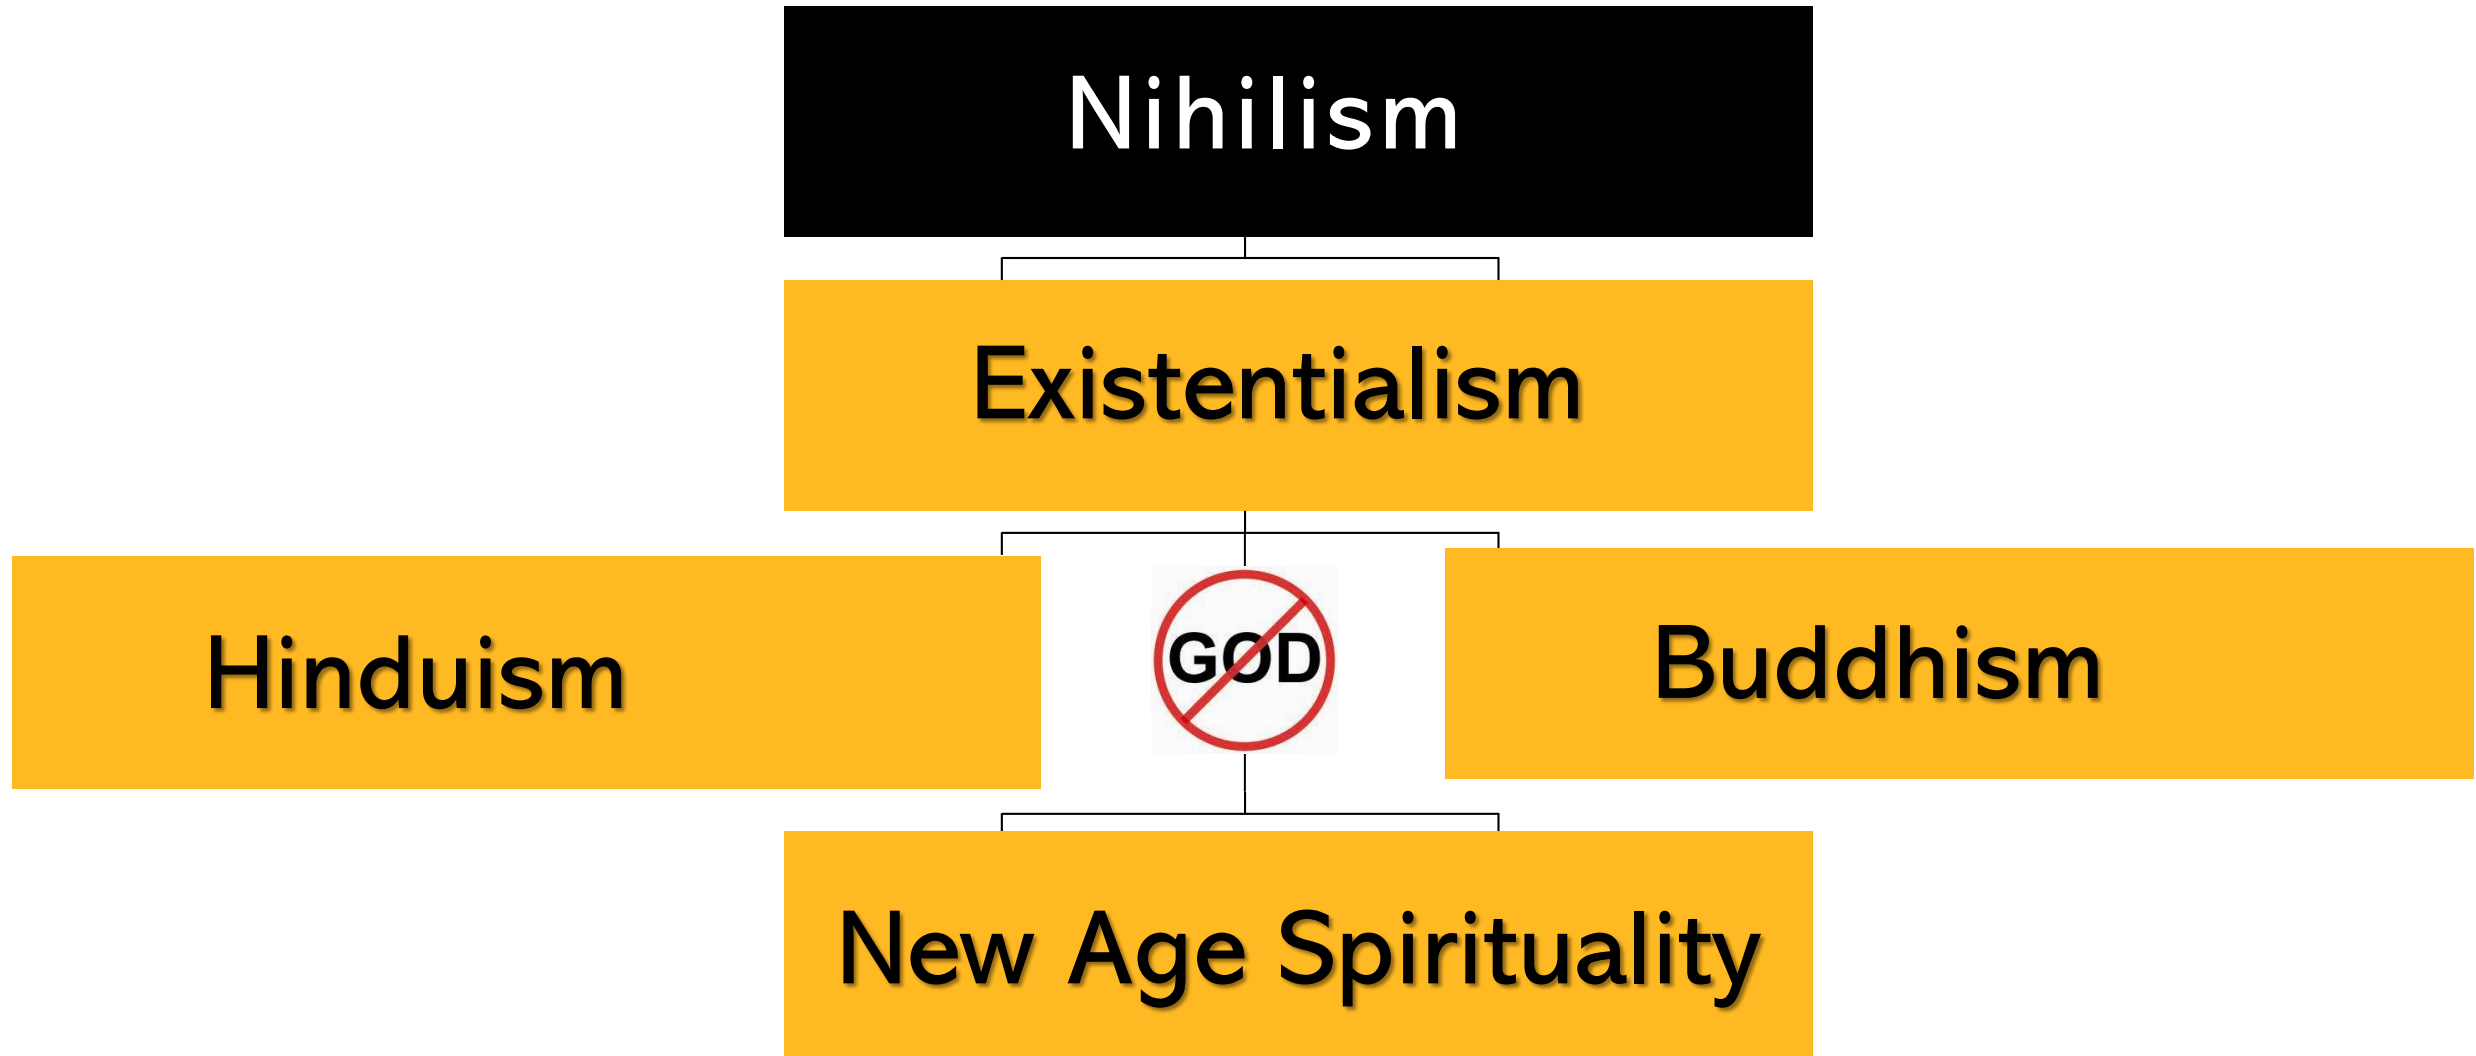 Nihilism
Existentialism
Hinduism
GOD
Buddhism
New Age Spirituality